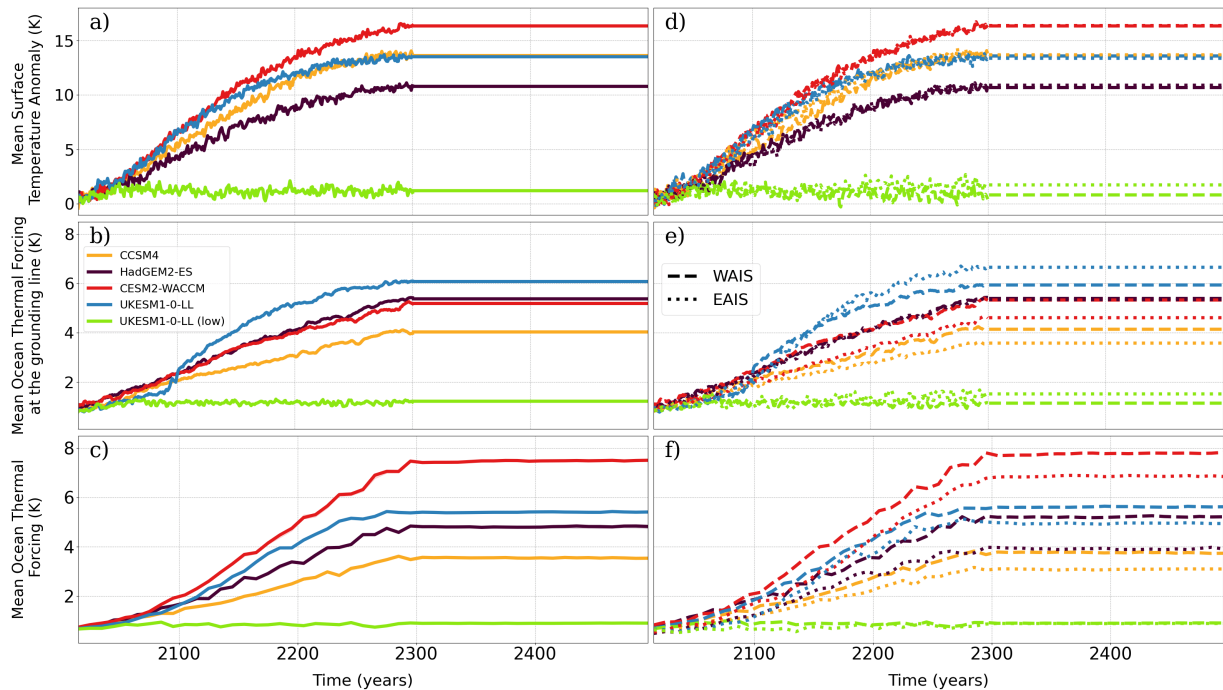 a)
d)
Mean Surface
Temperature Anomaly (K)
15
10
5
0
b)
e)
Mean Ocean Thermal Forcing
at the grounding line (K)
8
6
4
2
CCSM4
HadGEM2-ES
CESM2-WACCM
UKESM1-0-LL
UKESM1-0-LL (low)
WAIS
EAIS
c)
f)
Mean Ocean Thermal
Forcing (K)
8
6
4
2
2100
2200
2300
2400
2100
2200
2300
2400
Time (years)
Time (years)